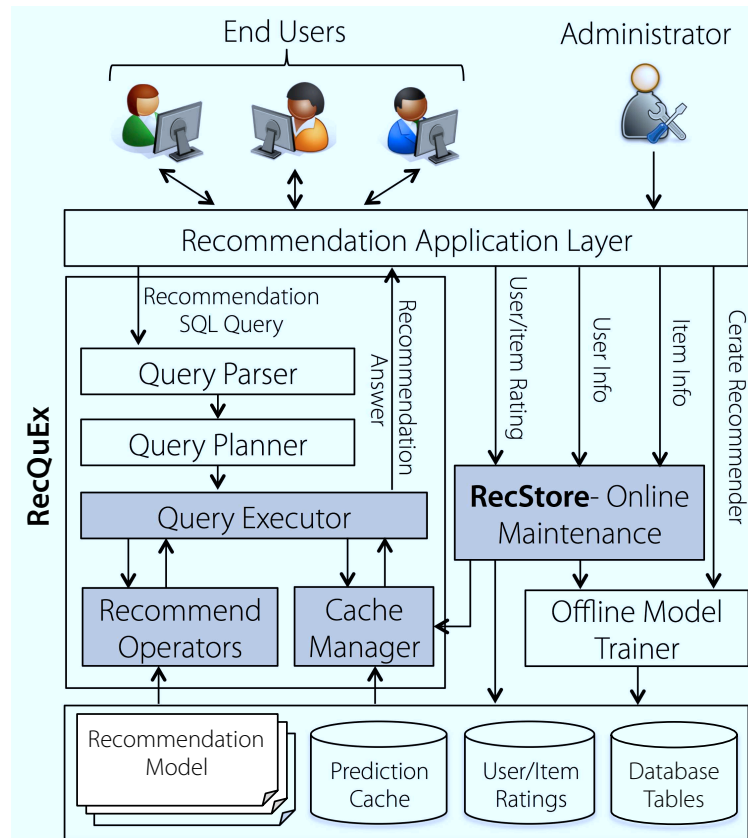 End Users
Administrator
Recommendation Application Layer
Recommendation
SQL Query
Recommendation
Answer
User/item Rating
User Info
Item Info
Cerate Recommender
RecQuEx
Query Parser
Query Planner
Query Executor
RecStore- Online
Maintenance
Recommend
Operators
Cache
Manager
Offline Model
Trainer
Recommendation
Model
Prediction
Cache
User/Item
Ratings
Database
Tables